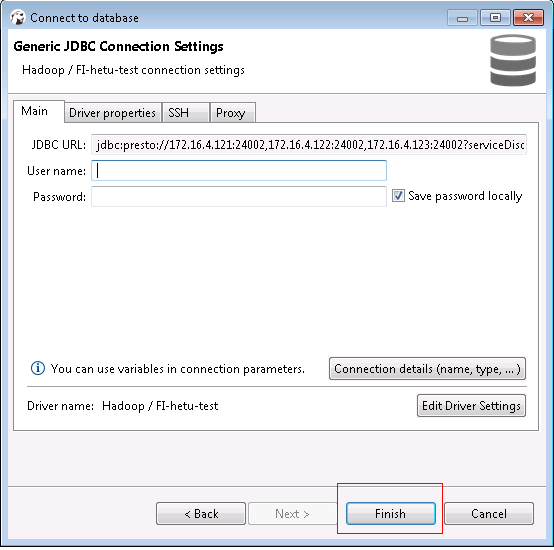 Connect to database
Generic JDBC Connection Settings
Hadoop / FI-hetu-test connection settings
Main Driver properties SSH Proxy
JDBC URL: jdbc:presto://172.16.4.121:24002,172.16.4.122:24002,172.16.4.123:24002?serviceDisc
User name:
Password: Save password locally
You can use variables in connection parameters. Connection details (name, type, ... )
Driver name: Hadoop / FI-hetu-test Edit Driver Settings
< Back Next > Finish Cancel